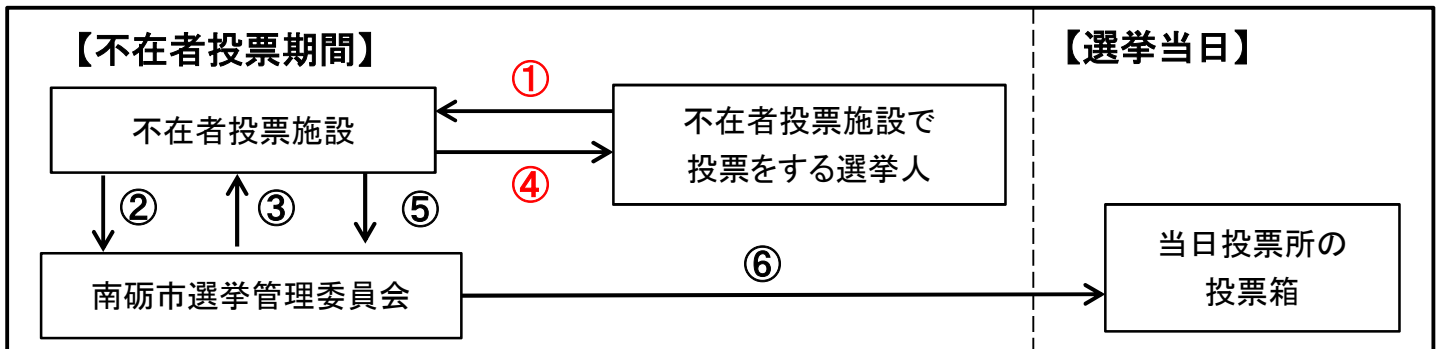 【不在者投票期間】
【選挙当日】
①
不在者投票施設
不在者投票施設で
投票をする選挙人
④
②
③
⑤
当日投票所の
投票箱
⑥
南砺市選挙管理委員会